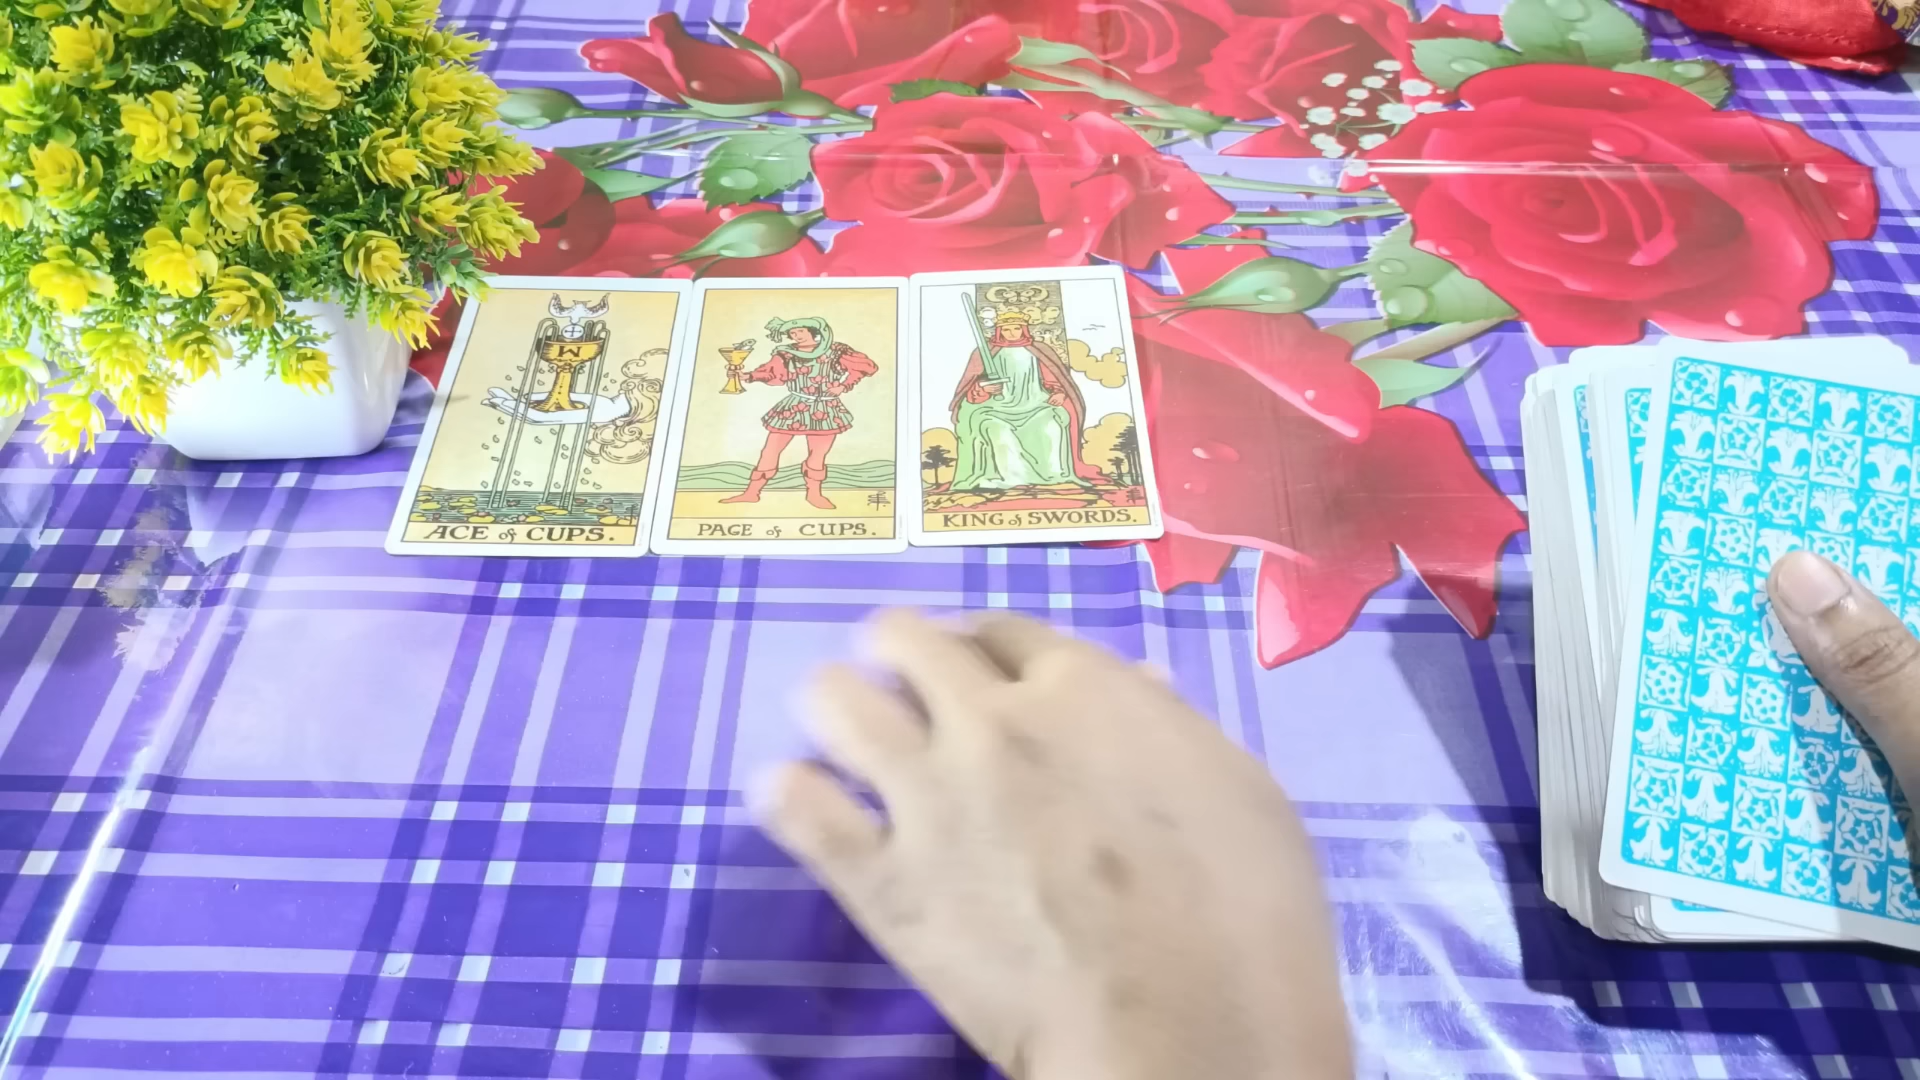 ACE of CUPS.
PAGE of CUPS.
KING of SWORDS.